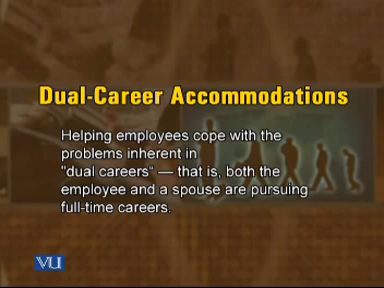 Dual-Career Accommodations
Helping employees cope with the
problems inherent in
"dual careers" — that is, both the
employee and a spouse are pursuing
full-time careers.
VU